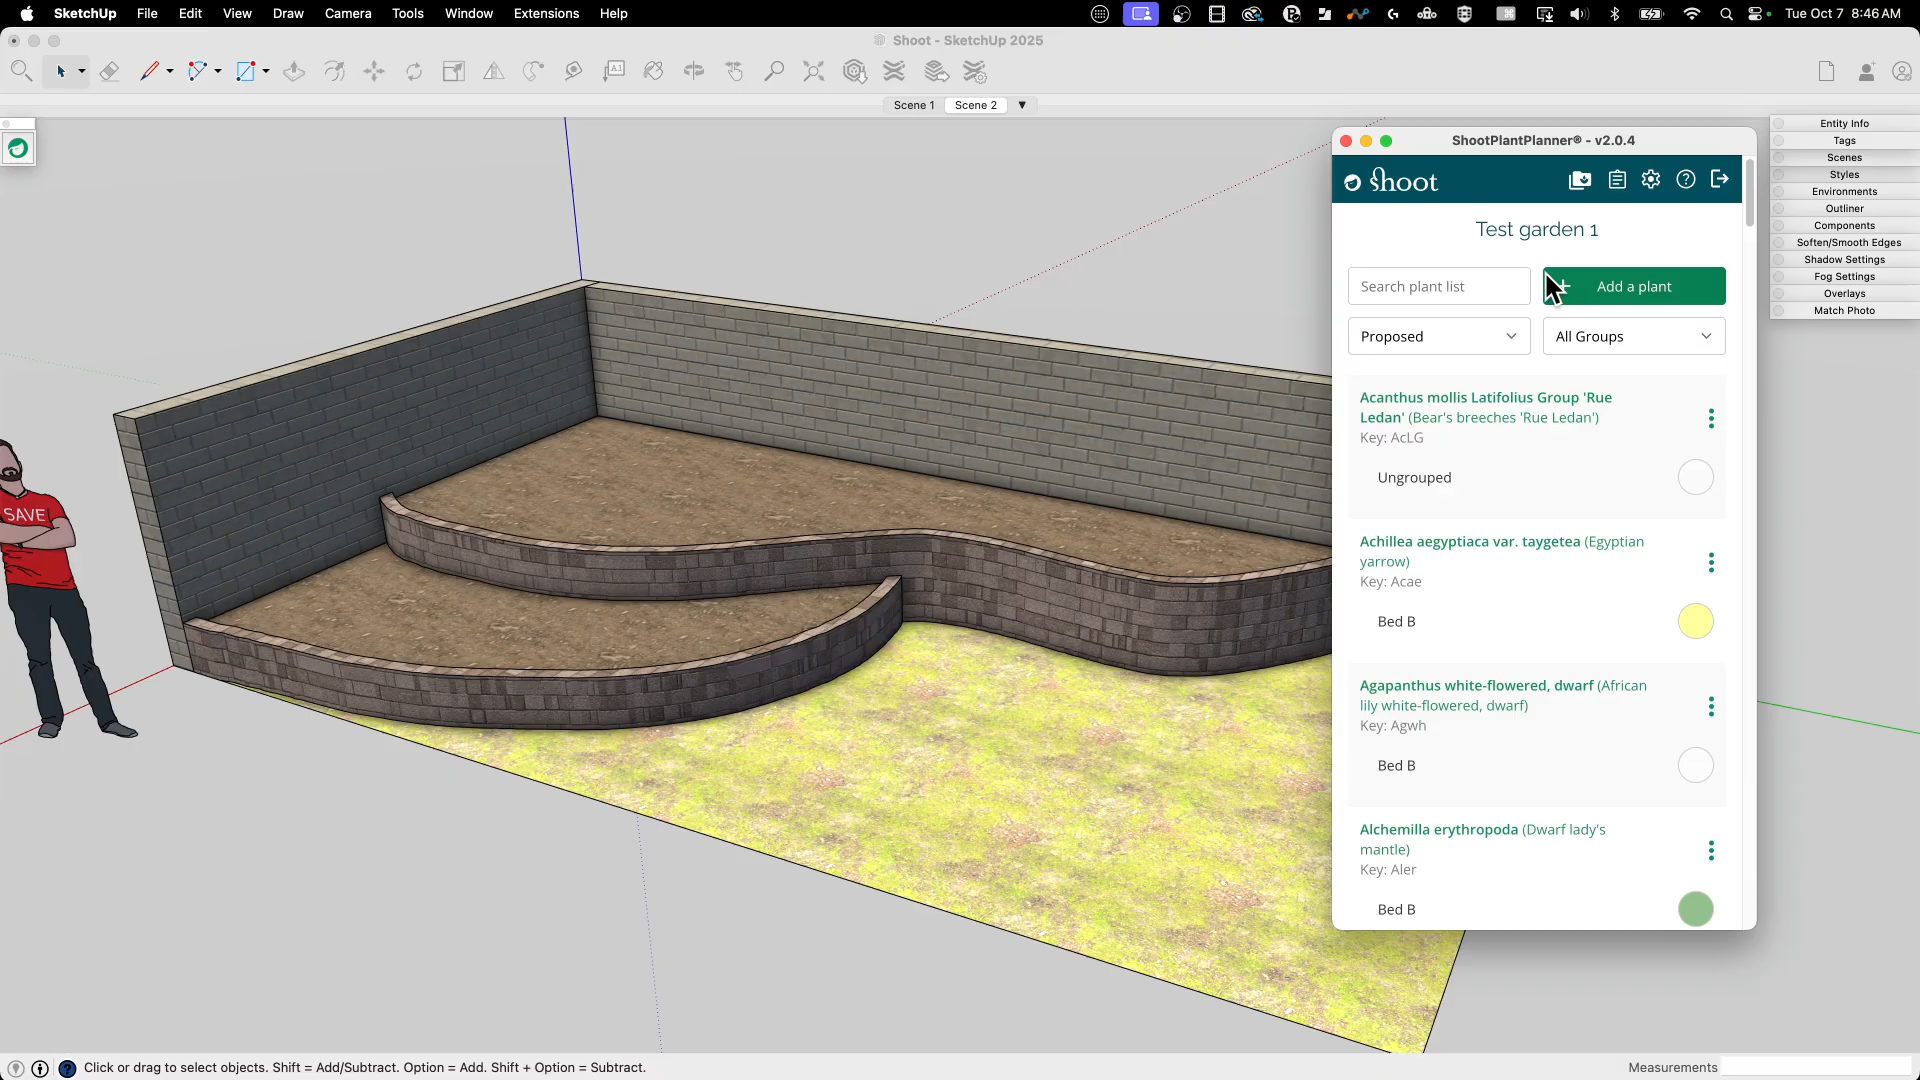 SketchUp File Edit View Draw Camera Tools Window Extensions Help
Tue Oct 7 8:46 AM
Shoot - SketchUp 2025
Scene 1 Scene 2
ShootPlantPlanner® - v2.0.4
shoot
Test garden 1
Search plant list
Add a plant
Proposed
All Groups
Acanthus mollis Latifolius Group 'Rue
Ledan' (Bear's breeches 'Rue Ledan')
Key: AcLG
Ungrouped
Achillea aegyptiaca var. taygetea (Egyptian
yarrow)
Key: Acae
Bed B
Agapanthus white-flowered, dwarf (African
lily white-flowered, dwarf)
Key: Agwh
Bed B
Alchemilla erythropoda (Dwarf lady's
mantle)
Key: Aler
Bed B
Entity Info
Tags
Scenes
Styles
Environments
Outliner
Components
Soften/Smooth Edges
Shadow Settings
Fog Settings
Overlays
Match Photo
SAVE
Click or drag to select objects. Shift = Add/Subtract. Option = Add. Shift + Option = Subtract.
Measurements